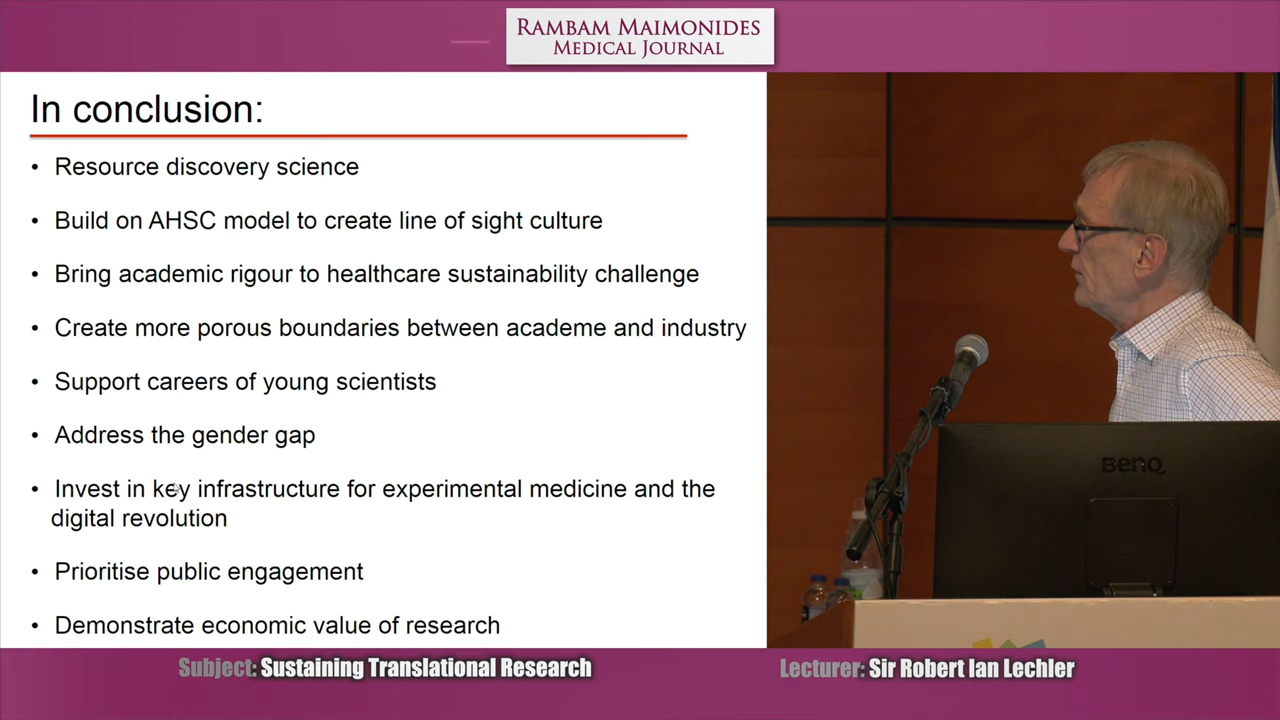 RAMBAM MAIMONIDES
MEDICAL JOURNAL
In conclusion:
• Resource discovery science
• Build on AHSC model to create line of sight culture
• Bring academic rigour to healthcare sustainability challenge
• Create more porous boundaries between academe and industry
• Support careers of young scientists
• Address the gender gap
• Invest in key infrastructure for experimental medicine and the
digital revolution
• Prioritise public engagement
• Demonstrate economic value of research
BenQ
Subject: Sustaining Translational Research
Lecturer: Sir Robert Ian Lechler